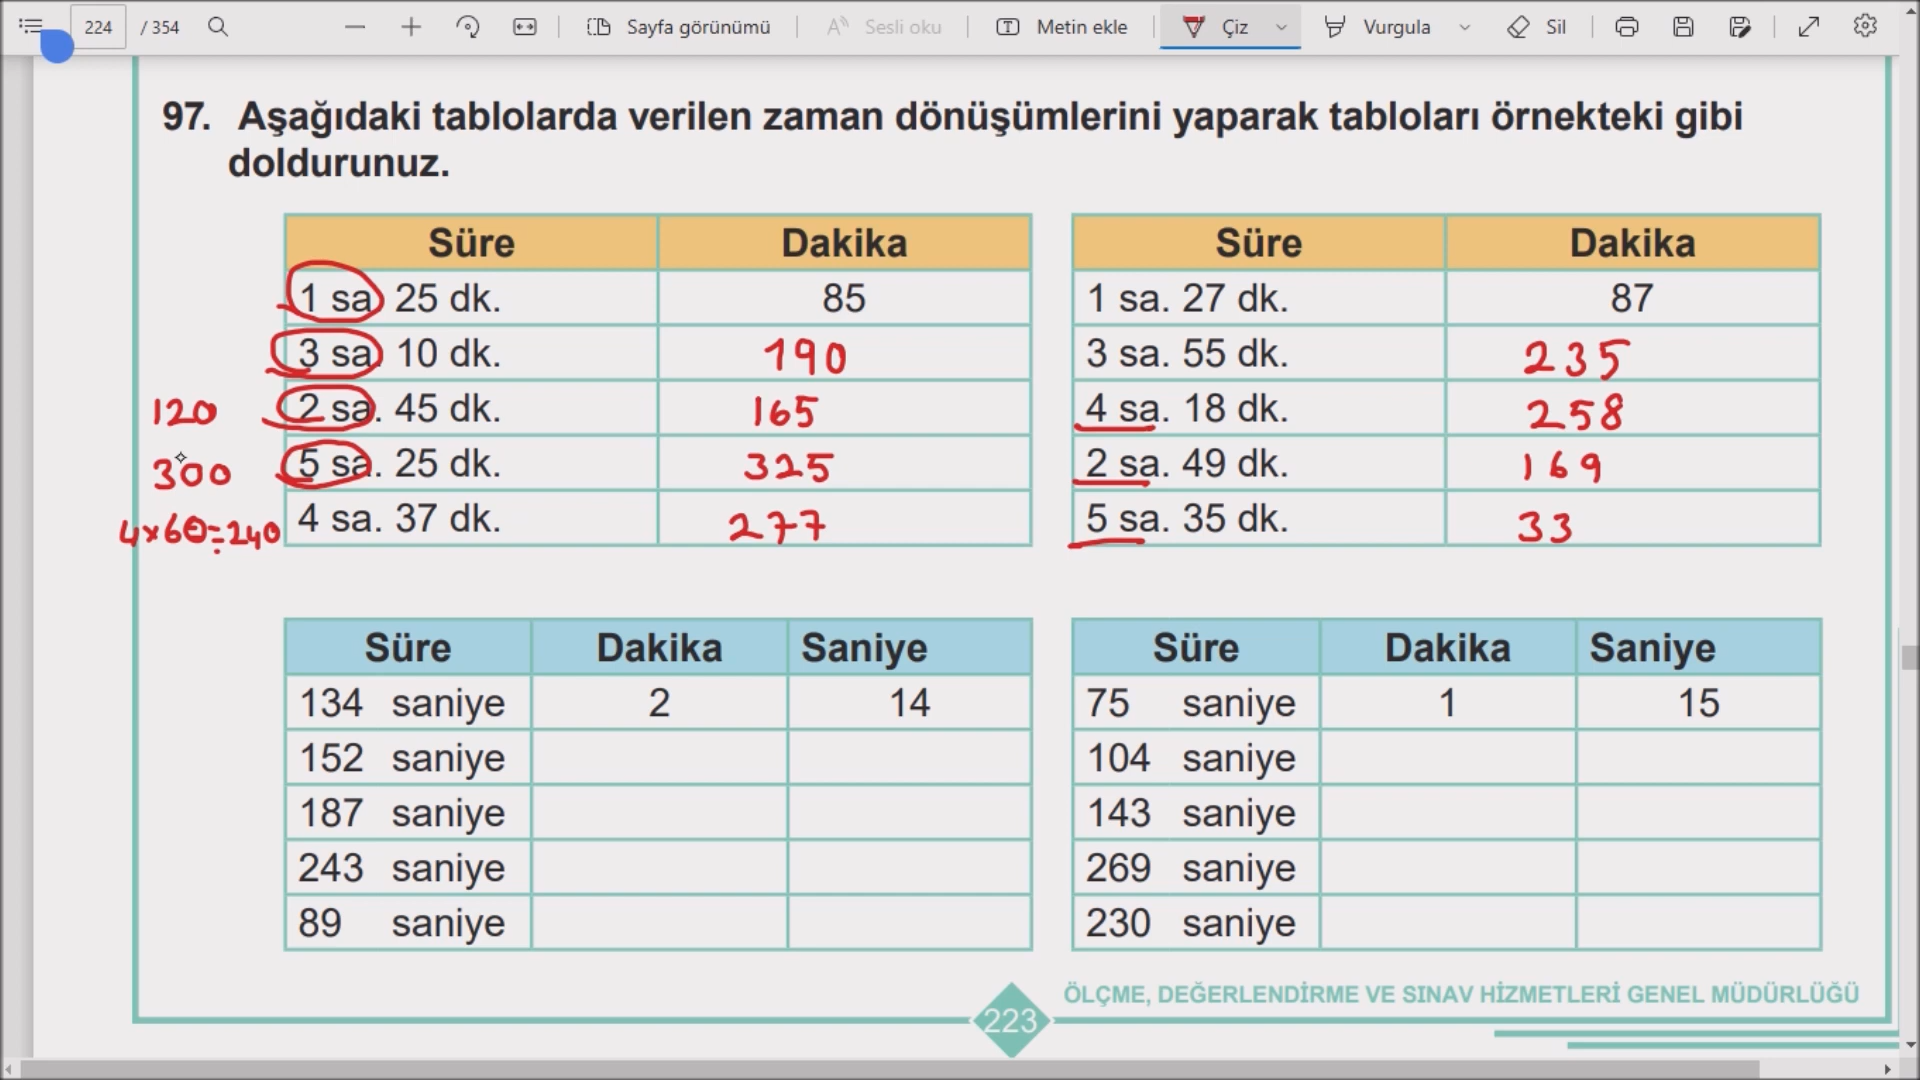 224 / 354 Sayfa görünümü Sesli oku Metin ekle Çiz Vurgula Sil
97. Aşağıdaki tablolarda verilen zaman dönüşümlerini yaparak tabloları örnekteki gibi
doldurunuz.
Süre Dakika
1 sa. 25 dk. 85
3 sa. 10 dk. 190
120 2 sa. 45 dk. 165
300 5 sa. 25 dk. 325
4x60=240 4 sa. 37 dk. 277
Süre Dakika
1 sa. 27 dk. 87
3 sa. 55 dk. 235
4 sa. 18 dk. 258
2 sa. 49 dk. 169
5 sa. 35 dk. 33
Süre Dakika Saniye
134 saniye 2 14
152 saniye
187 saniye
243 saniye
89 saniye
Süre Dakika Saniye
75 saniye 1 15
104 saniye
143 saniye
269 saniye
230 saniye
ÖLÇME, DEĞERLENDİRME VE SINAV HİZMETLERİ GENEL MÜDÜRLÜĞÜ
223